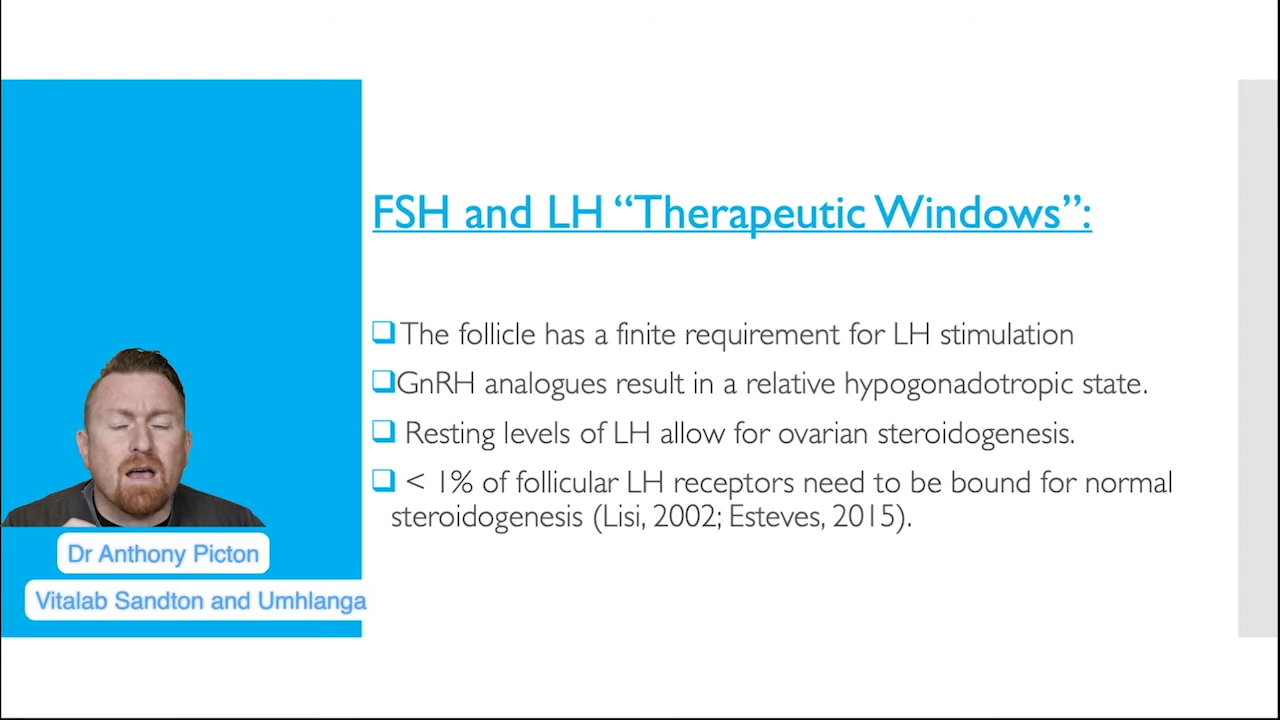 FSH and LH “Therapeutic Windows”:
❑The follicle has a finite requirement for LH stimulation
❑GnRH analogues result in a relative hypogonadotropic state.
❑ Resting levels of LH allow for ovarian steroidogenesis.
❑ < 1% of follicular LH receptors need to be bound for normal
steroidogenesis (Lisi, 2002; Esteves, 2015).
Dr Anthony Picton
Vitalab Sandton and Umhlanga